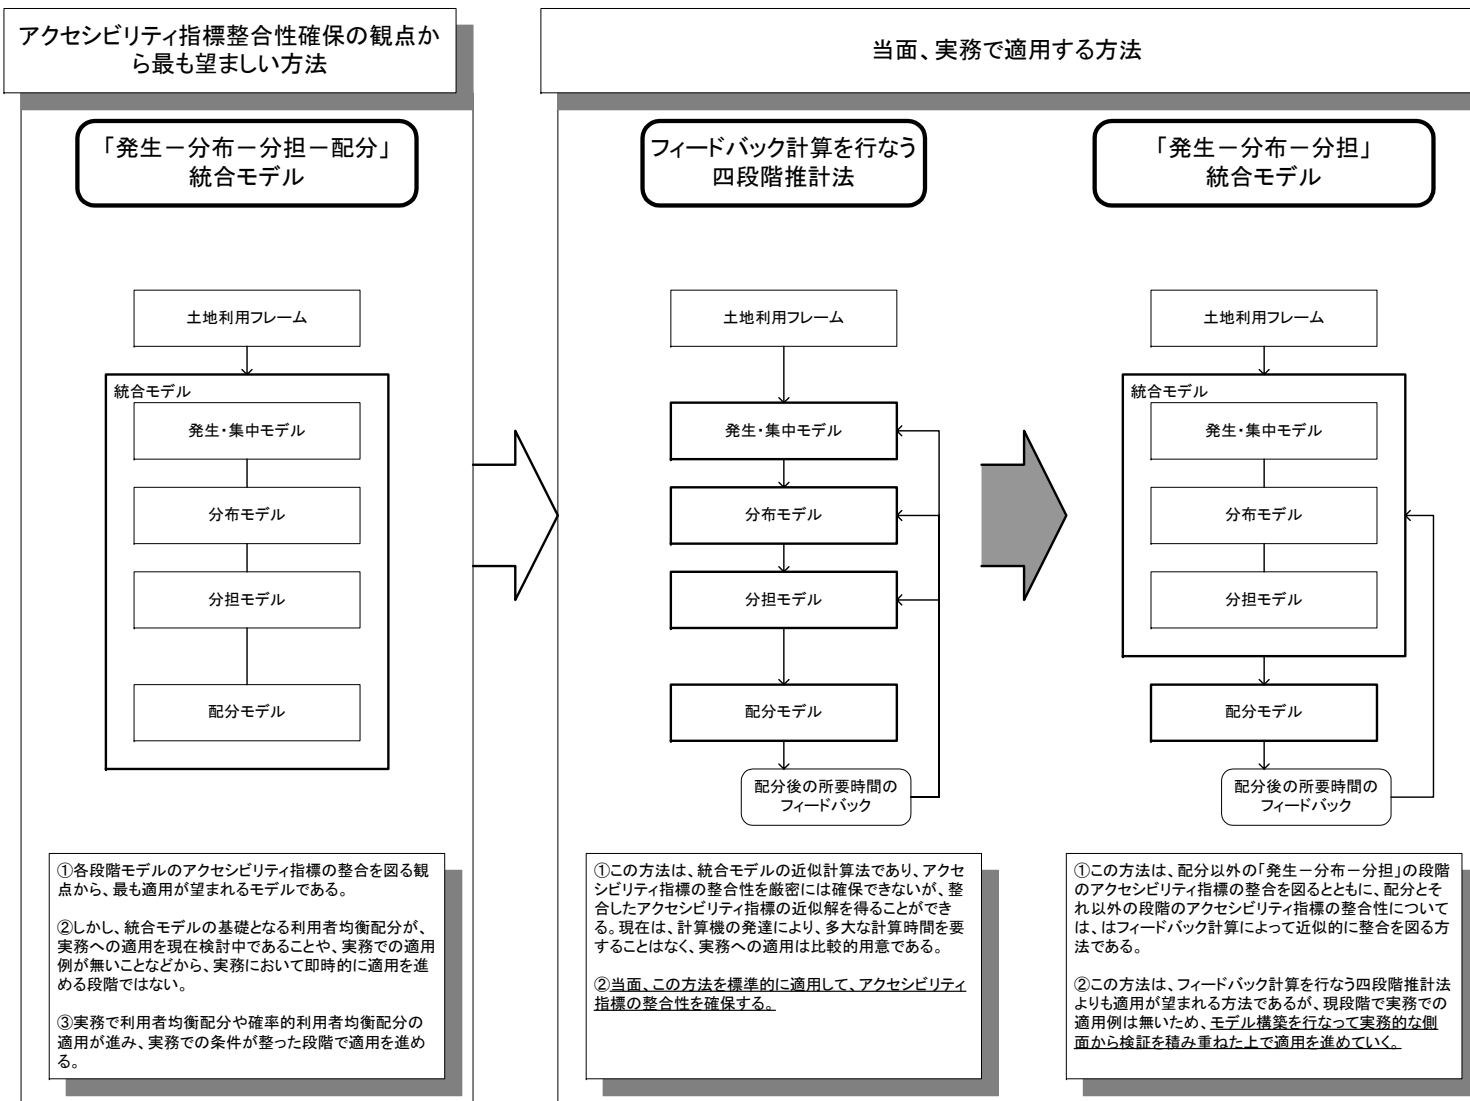 アクセシビリティ指標整合性確保の観点か
ら最も望ましい方法
当面、実務で適用する方法
「発生－分布－分担－配分」
統合モデル
土地利用フレーム
統合モデル
発生・集中モデル
分布モデル
分担モデル
配分モデル
①各段階モデルのアクセシビリティ指標の整合を図る観
点から、最も適用が望まれるモデルである。
②しかし、統合モデルの基礎となる利用者均衡配分が、
実務への適用を現在検討中であることや、実務での適用
例が無いことなどから、実務において即時的に適用を進
める段階ではない。
③実務で利用者均衡配分や確率的利用者均衡配分の
適用が進み、実務での条件が整った段階で適用を進め
る。
フィードバック計算を行なう
四段階推計法
土地利用フレーム
発生・集中モデル
分布モデル
分担モデル
配分モデル
配分後の所要時間の
フィードバック
①この方法は、統合モデルの近似計算法であり、アクセ
シビリティ指標の整合性を厳密には確保できないが、整
合したアクセシビリティ指標の近似解を得ることができ
る。現在は、計算機の発達により、多大な計算時間を要
することはなく、実務への適用は比較的用意である。
②当面、この方法を標準的に適用して、アクセシビリティ
指標の整合性を確保する。
「発生－分布－分担」
統合モデル
土地利用フレーム
統合モデル
発生・集中モデル
分布モデル
分担モデル
配分モデル
配分後の所要時間の
フィードバック
①この方法は、配分以外の「発生－分布－分担」の段階
のアクセシビリティ指標の整合を図るとともに、配分とそ
れ以外の段階のアクセシビリティ指標の整合性について
は、はフィードバック計算によって近似的に整合を図る方
法である。
②この方法は、フィードバック計算を行なう四段階推計法
よりも適用が望まれる方法であるが、現段階で実務での
適用例は無いため、モデル構築を行なって実務的な側
面から検証を積み重ねた上で適用を進めていく。